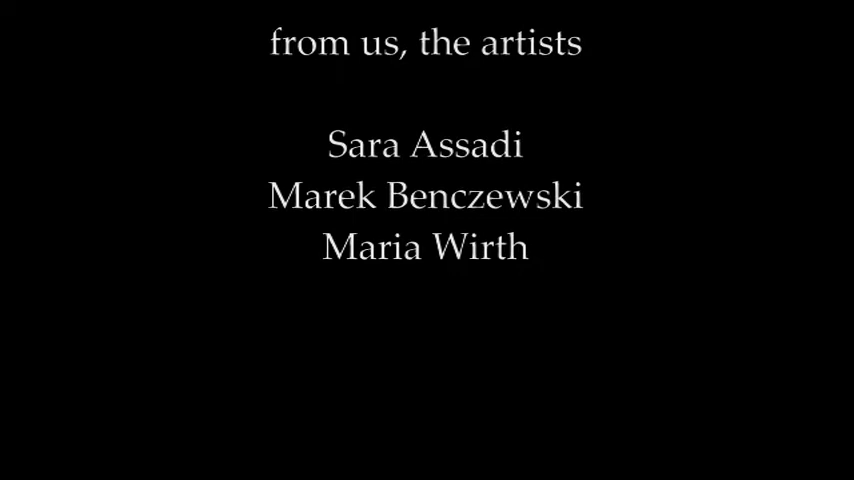 from us, the artists
Sara Assadi
Marek Benczewski
Maria Wirth